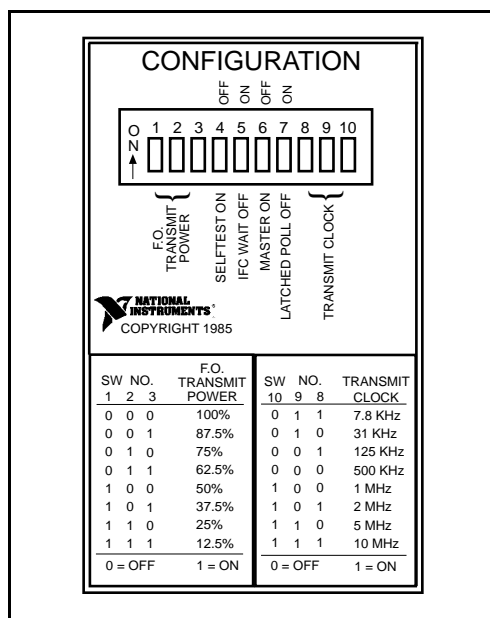 CONFIGURATION
OFF
ON
OFF
ON
ON
1 2 3 4 5 6 7 8 9 10
F.O.
TRANSMIT
POWER
SELFTEST ON
IFC WAIT OFF
MASTER ON
LATCHED POLL OFF
TRANSMIT CLOCK
NATIONAL
INSTRUMENTS®
COPYRIGHT 1985
SW NO. F.O. TRANSMIT POWER
1 2 3
0 0 0 100%
0 0 1 87.5%
0 1 0 75%
0 1 1 62.5%
1 0 0 50%
1 0 1 37.5%
1 1 0 25%
1 1 1 12.5%
0 = OFF 1 = ON
SW NO. TRANSMIT CLOCK
10 9 8
0 1 1 7.8 KHz
0 1 0 31 KHz
0 0 1 125 KHz
0 0 0 500 KHz
1 0 0 1 MHz
1 0 1 2 MHz
1 1 0 5 MHz
1 1 1 10 MHz
0 = OFF 1 = ON